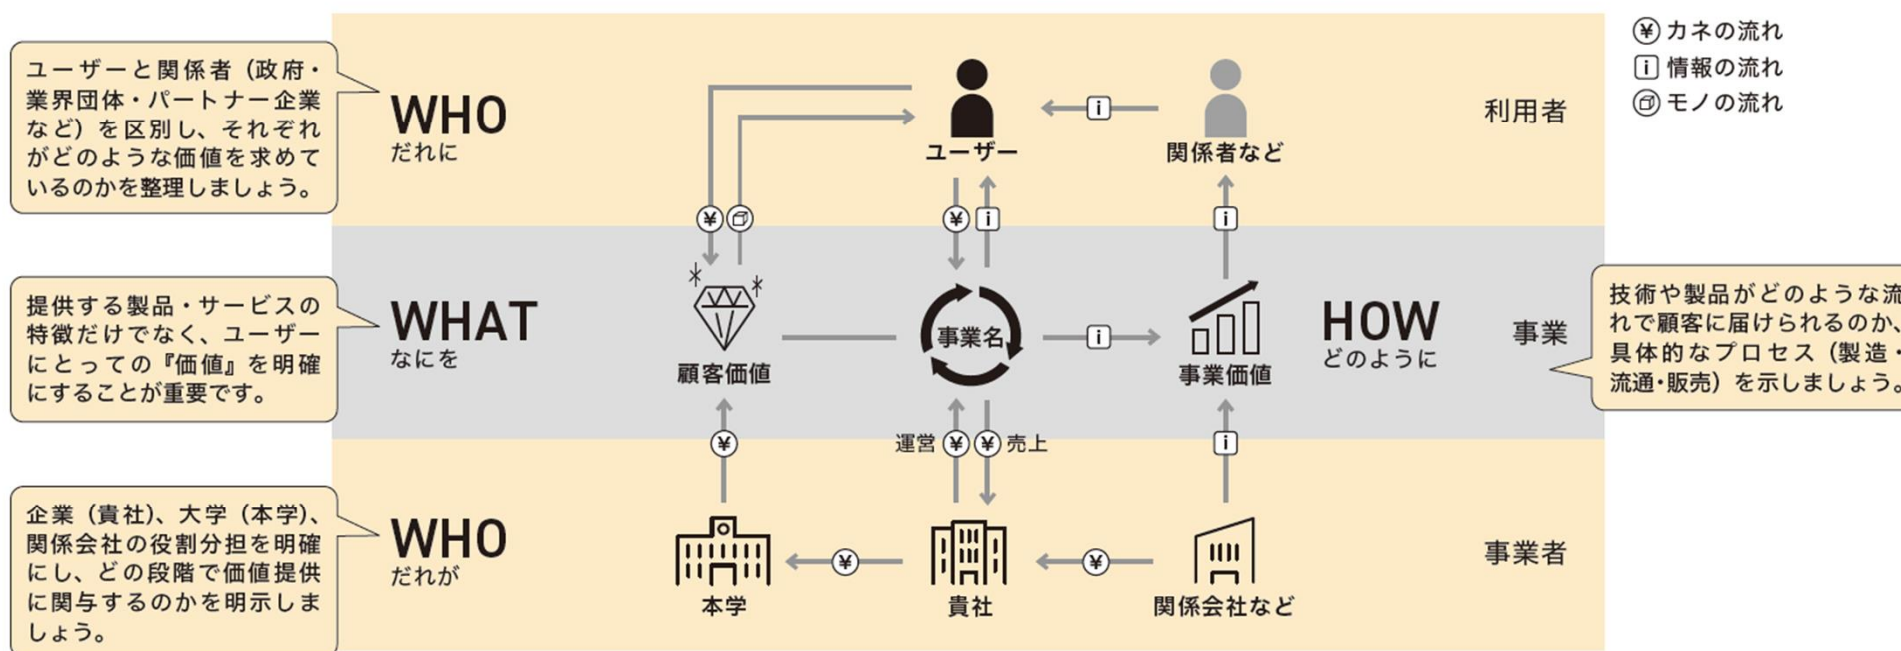 ¥ カネの流れ
i 情報の流れ
モノの流れ
ユーザーと関係者（政府・
業界団体・パートナー企業
など）を区別し、それぞれ
がどのような価値を求めて
いるのかを整理しましょう。
WHO
だれに
ユーザー
i
関係者など
利用者
¥
¥ i
i
提供する製品・サービスの
特徴だけでなく、ユーザー
にとっての『価値』を明確
にすることが重要です。
WHAT
なにを
顧客価値
事業名
i
事業価値
HOW
どのように
事業
技術や製品がどのような流
れで顧客に届けられるのか、
具体的なプロセス（製造・
流通・販売）を示しましょう。
¥
運営 ¥ ¥ 売上
i
企業（貴社）、大学（本学）、
関係会社の役割分担を明確
にし、どの段階で価値提供
に関与するのかを明示しま
しょう。
WHO
だれが
本学
¥
貴社
¥
関係会社など
事業者